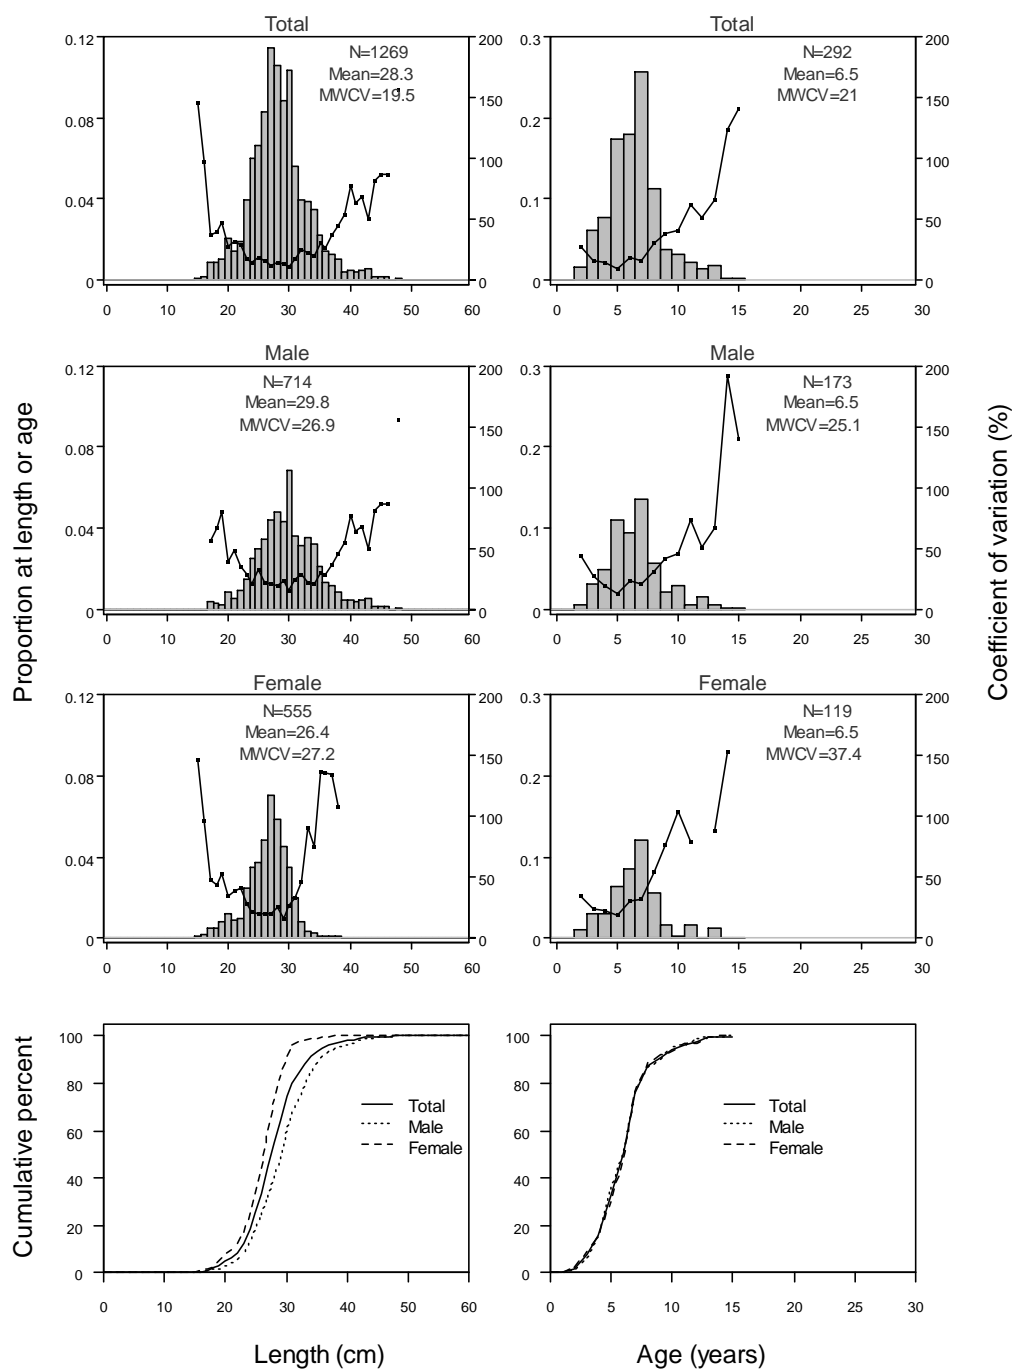 Total
Total
0.12
0.08
0.04
0
200
150
100
50
0
N=1269
Mean=28.3
MWCV=19.5
0 10 20 30 40 50 60
0.3
0.2
0.1
0
200
150
100
50
0
N=292
Mean=6.5
MWCV=21
0 5 10 15 20 25 30
Male
Male
0.12
0.08
0.04
0
200
150
100
50
0
N=714
Mean=29.8
MWCV=26.9
0 10 20 30 40 50 60
0.3
0.2
0.1
0
200
150
100
50
0
N=173
Mean=6.5
MWCV=25.1
0 5 10 15 20 25 30
Proportion at length or age
Coefficient of variation (%)
Female
Female
0.12
0.08
0.04
0
200
150
100
50
0
N=555
Mean=26.4
MWCV=27.2
0 10 20 30 40 50 60
0.3
0.2
0.1
0
200
150
100
50
0
N=119
Mean=6.5
MWCV=37.4
0 5 10 15 20 25 30
Cumulative percent
100
80
60
40
20
0
Total
Male
Female
0 10 20 30 40 50 60
Length (cm)
100
80
60
40
20
0
Total
Male
Female
0 5 10 15 20 25 30
Age (years)